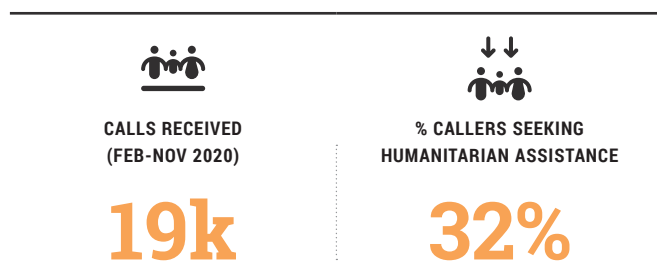 CALLS RECEIVED
(FEB-NOV 2020)
19k
% CALLERS SEEKING
HUMANITARIAN ASSISTANCE
32%